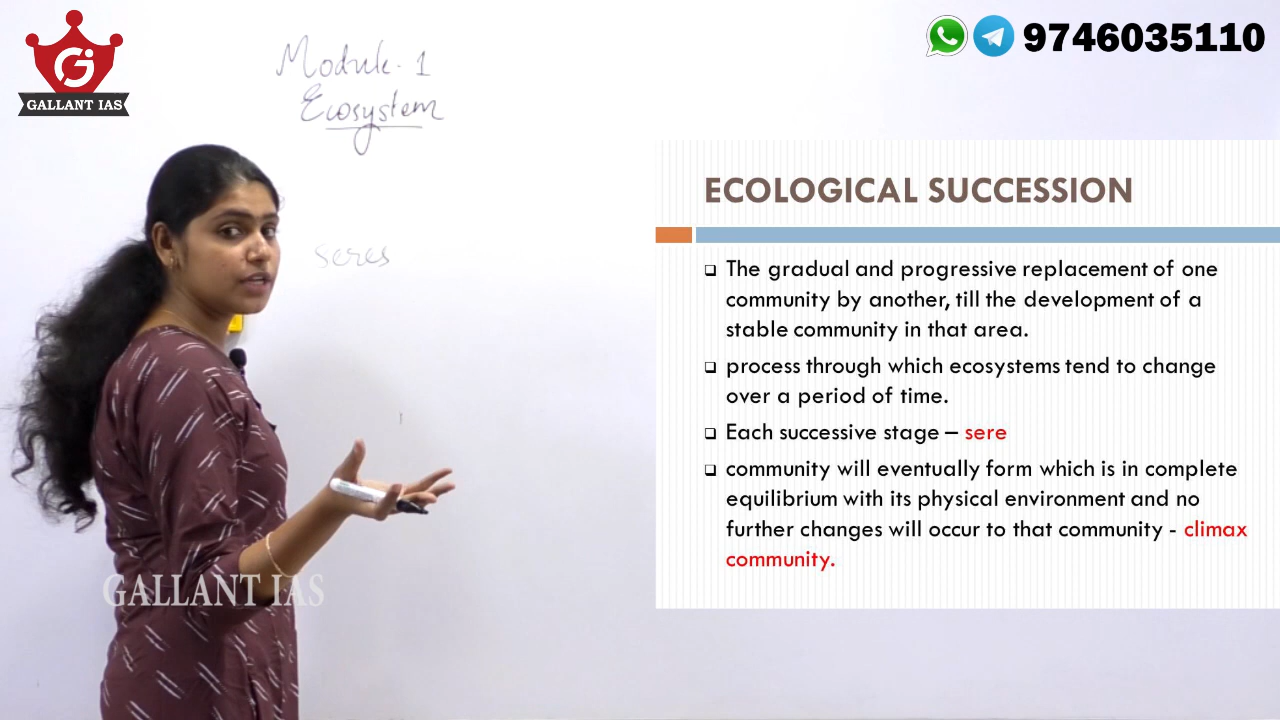 GALLANT IAS
9746035110
Module - 1
Ecosystem
seres
ECOLOGICAL SUCCESSION
The gradual and progressive replacement of one
community by another, till the development of a
stable community in that area.
process through which ecosystems tend to change
over a period of time.
Each successive stage – sere
community will eventually form which is in complete
equilibrium with its physical environment and no
further changes will occur to that community - climax
community.
GALLANT IAS